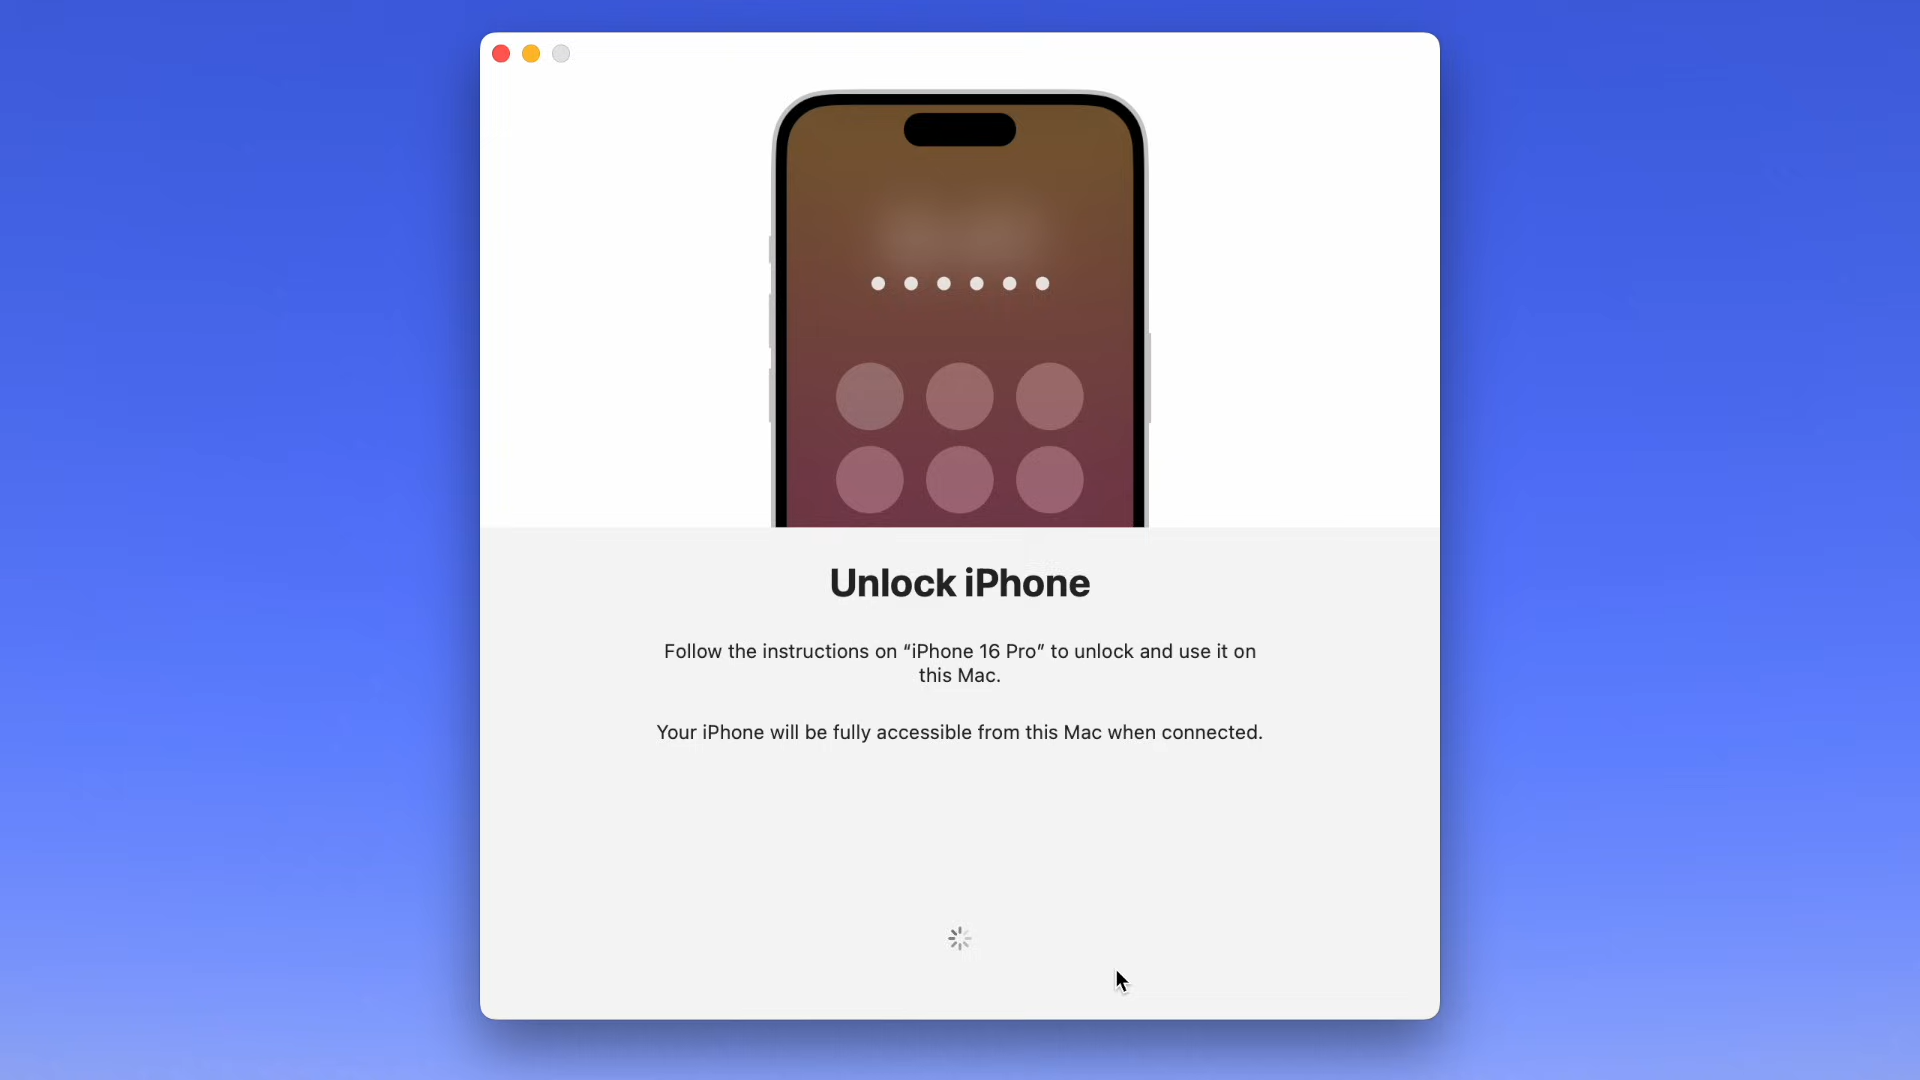 Unlock iPhone
Follow the instructions on “iPhone 16 Pro” to unlock and use it on
this Mac.
Your iPhone will be fully accessible from this Mac when connected.